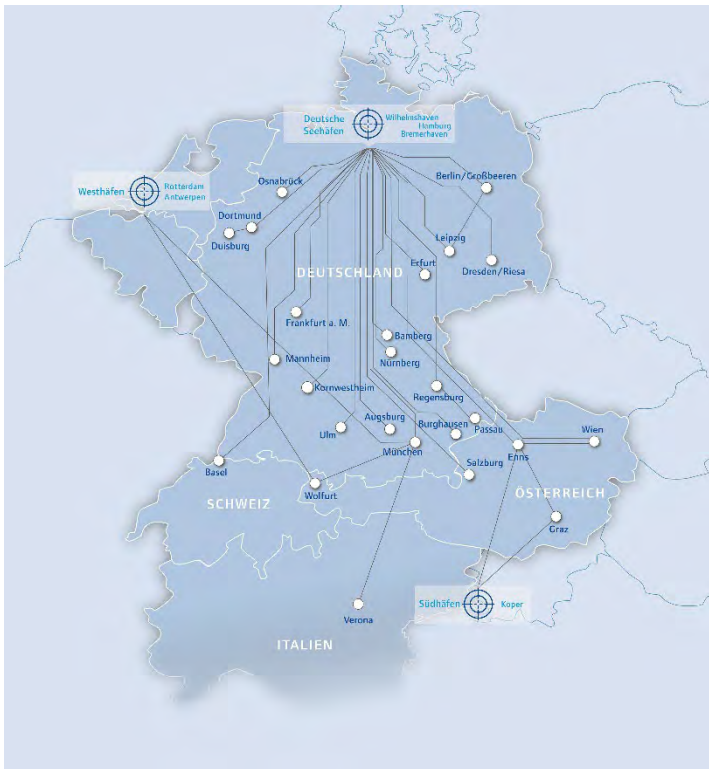 Deutsche
Seehäfen
Wilhelmshaven
Hamburg
Bremerhaven
Westhäfen
Rotterdam
Antwerpen
Osnabrück
Berlin/Großbeeren
Dortmund
Duisburg
Leipzig
Erfurt
Dresden/Riesa
DEUTSCHLAND
Frankfurt a. M.
Bamberg
Nürnberg
Mannheim
Kornwestheim
Regensburg
Augsburg
Burghausen
Passau
Ulm
München
Enns
Wien
Basel
Salzburg
Wolfurt
ÖSTERREICH
SCHWEIZ
Graz
Südhäfen
Koper
Verona
ITALIEN